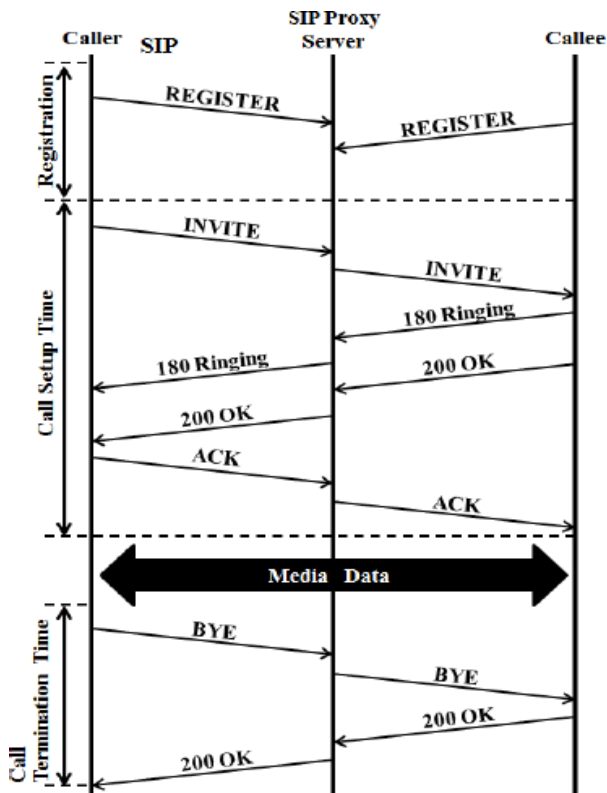 SIP Proxy
Server
Caller
SIP
Callee
Registration
REGISTER
REGISTER
Call Setup Time
INVITE
INVITE
180 Ringing
180 Ringing
200 OK
200 OK
ACK
ACK
Media Data
Call
Termination Time
BYE
BYE
200 OK
200 OK